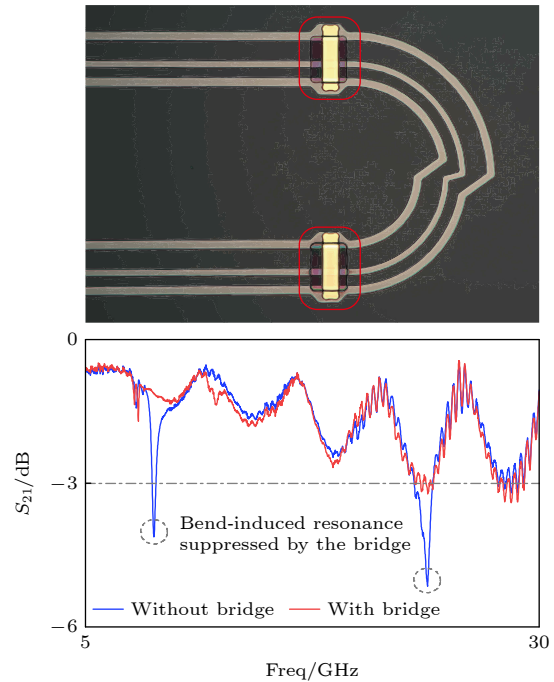 0
−3
−6
S₂₁/dB
Bend-induced resonance
suppressed by the bridge
Without bridge
With bridge
5
30
Freq/GHz